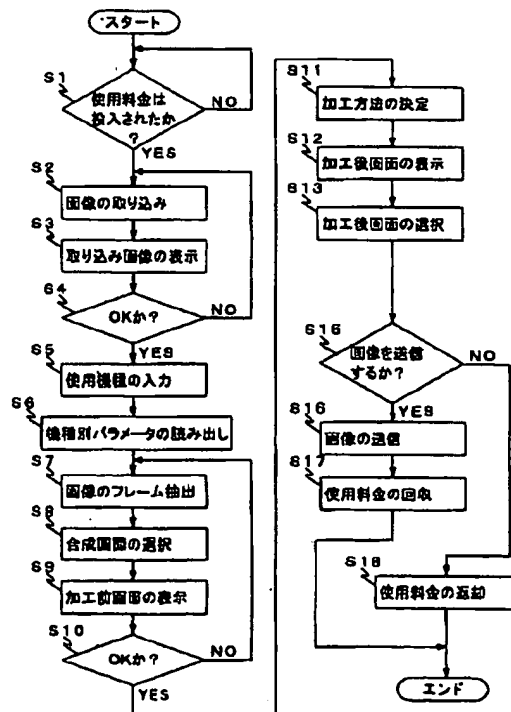 スタート
S1
使用料金は
投入されたか
?
NO
YES
S2
画像の取り込み
S3
取り込み画像の表示
S4
OKか?
NO
YES
S5
使用機種の入力
S6
機種別パラメータの読み出し
S7
画像のフレーム抽出
S8
合成画面の選択
S9
加工前画面の表示
S10
OKか?
NO
YES
S11
加工方法の決定
S12
加工後画面の表示
S13
加工後画面の選択
S15
画像を送信
するか?
NO
YES
S16
画像の送信
S17
使用料金の回収
S18
使用料金の返却
エンド